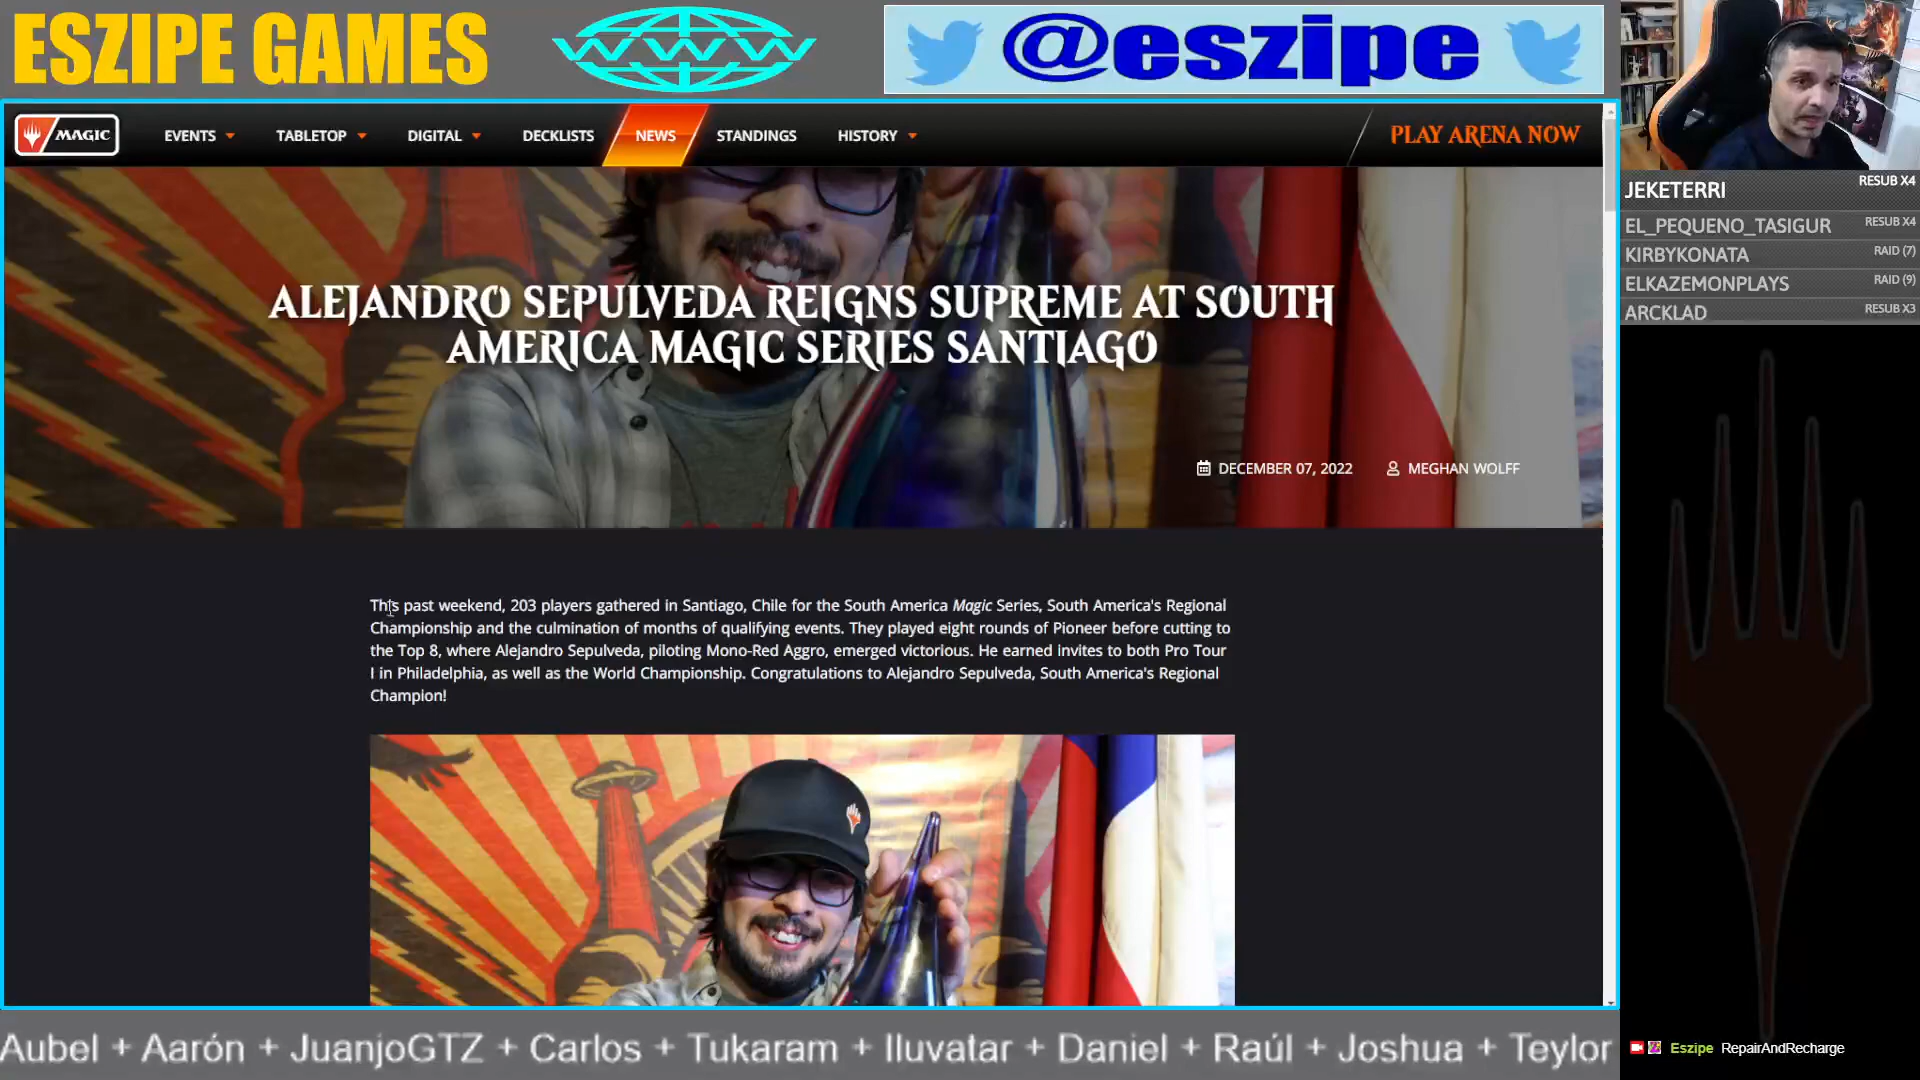 ESZIPE GAMES
WWW
@eszipe
MAGIC
EVENTS
TABLETOP
DIGITAL
DECKLISTS
NEWS
STANDINGS
HISTORY
PLAY ARENA NOW
ALEJANDRO SEPULVEDA REIGNS SUPREME AT SOUTH
AMERICA MAGIC SERIES SANTIAGO
DECEMBER 07, 2022
MEGHAN WOLFF
This past weekend, 203 players gathered in Santiago, Chile for the South America Magic Series, South America's Regional
Championship and the culmination of months of qualifying events. They played eight rounds of Pioneer before cutting to
the Top 8, where Alejandro Sepulveda, piloting Mono-Red Aggro, emerged victorious. He earned invites to both Pro Tour
I in Philadelphia, as well as the World Championship. Congratulations to Alejandro Sepulveda, South America's Regional
Champion!
JEKETERRI RESUB X4
EL_PEQUENO_TASIGUR RESUB X4
KIRBYKONATA RAID (7)
ELKAZEMONPLAYS RAID (9)
ARCKLAD RESUB X3
Aubel + Aarón + JuanjoGTZ + Carlos + Tukaram + Iluvatar + Daniel + Raúl + Joshua + Teylor
Eszipe RepairAndRecharge